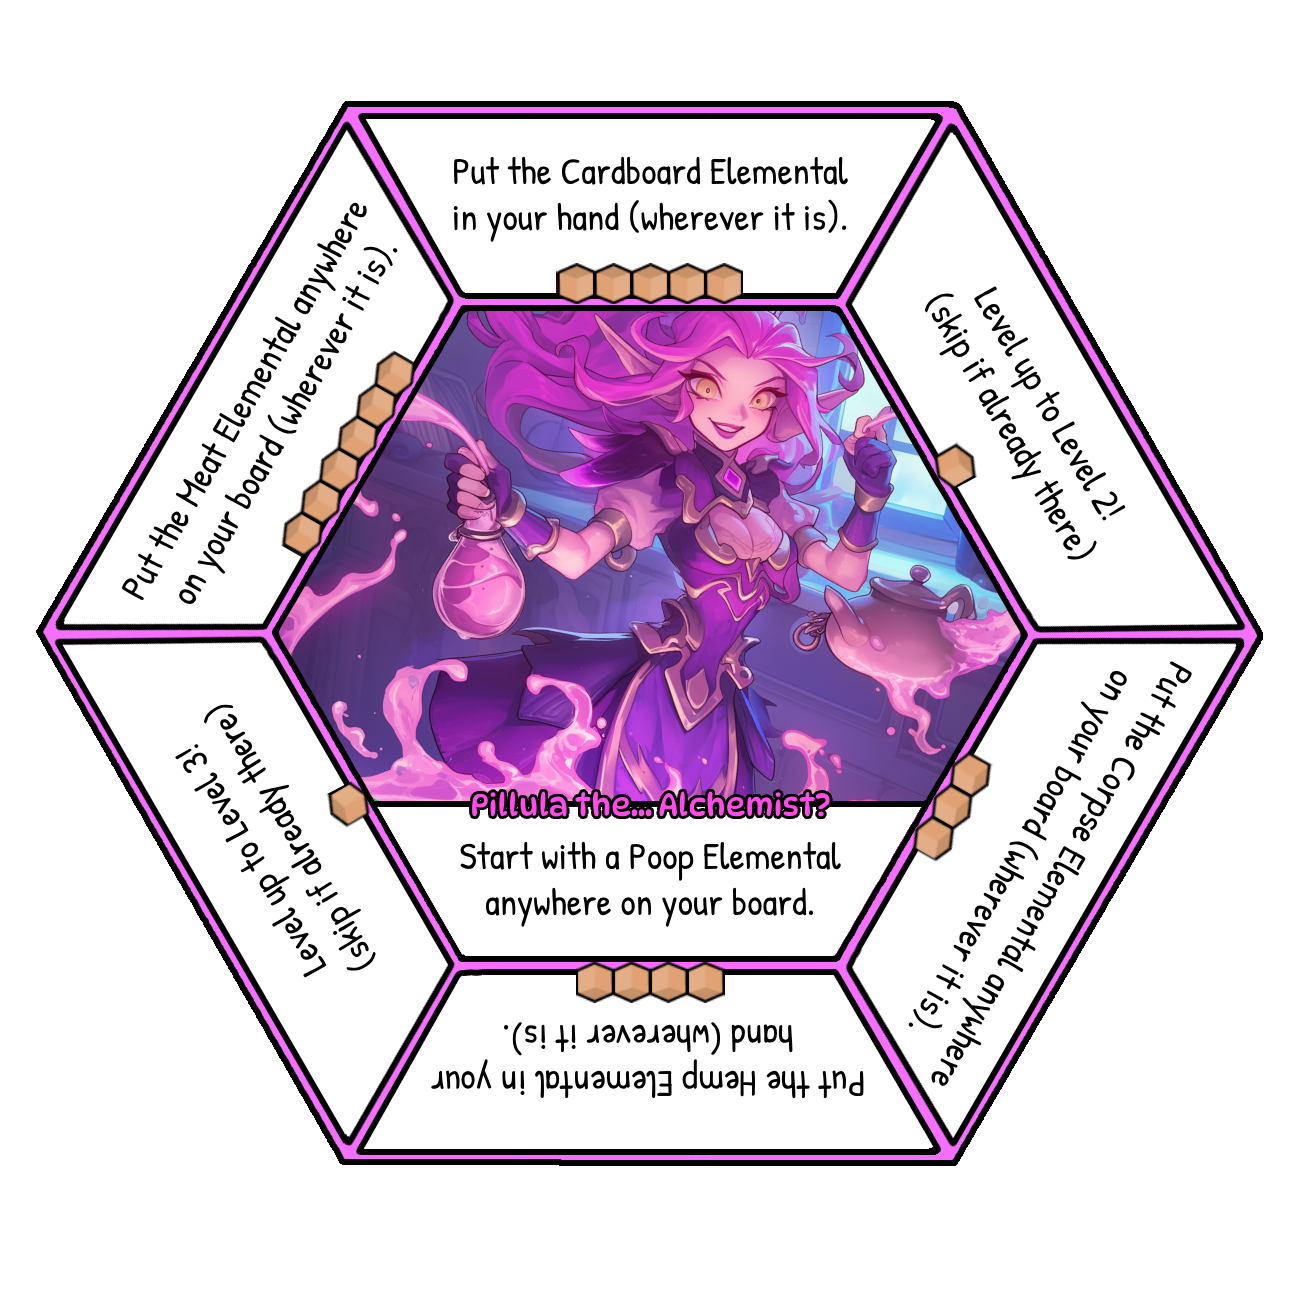 Put the Cardboard Elemental
in your hand (wherever it is).
Level up to Level 2!
(skip if already there)
Put the Corpse Elemental anywhere
on your board (wherever it is).
Put the Hemp Elemental in your
hand (wherever it is).
Level up to Level 3!
(skip if already there)
Put the Meat Elemental anywhere
on your board (wherever it is).
Pillula the... Alchemist?
Start with a Poop Elemental
anywhere on your board.